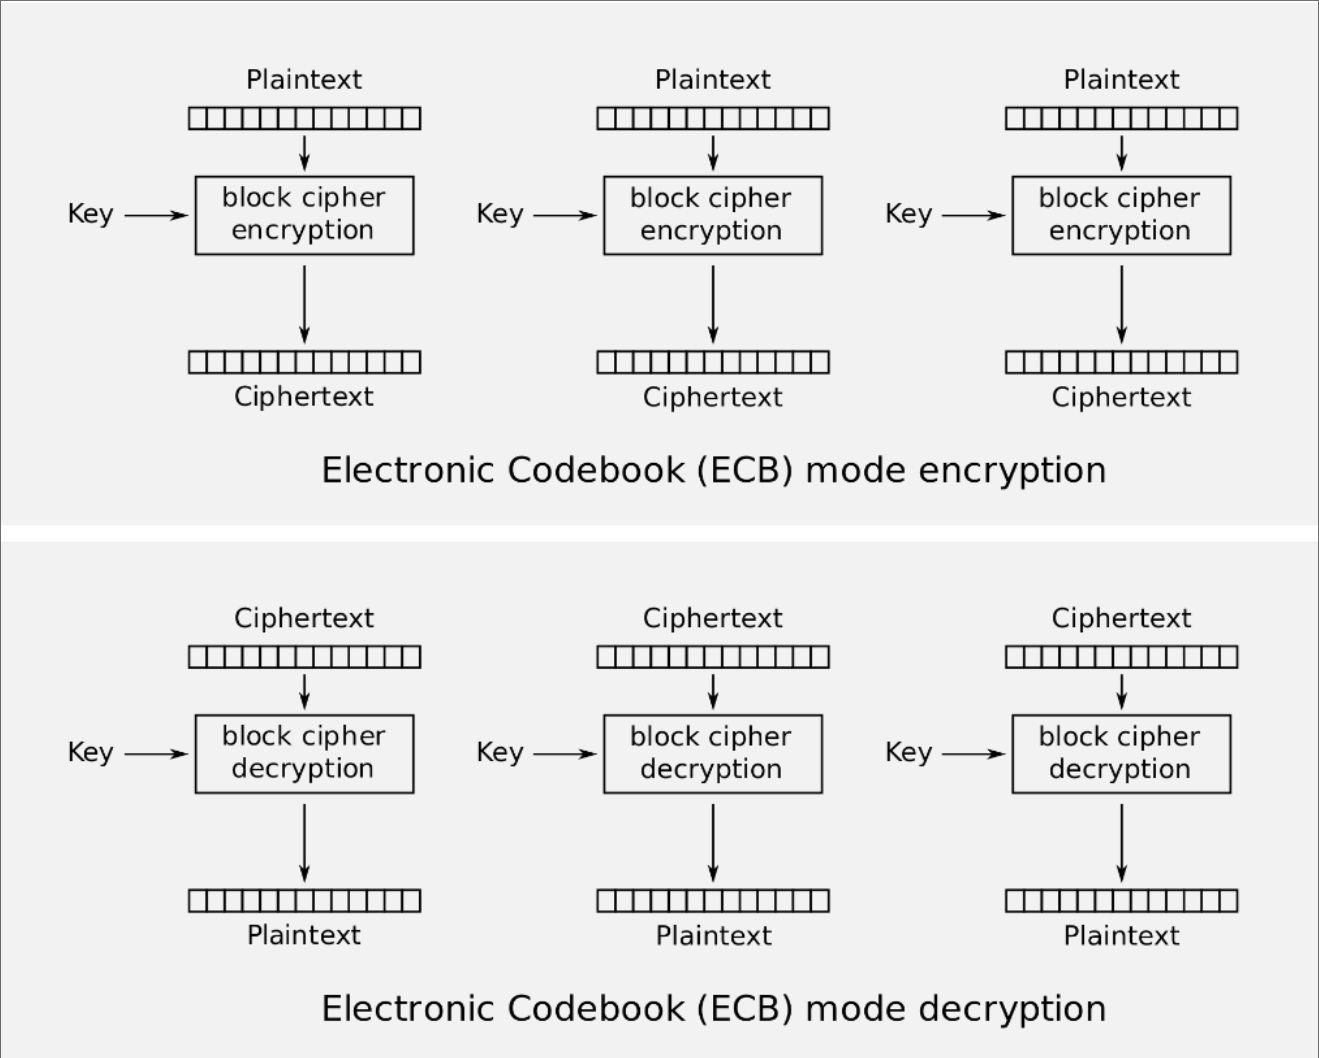 Plaintext
Plaintext
Plaintext
Key
block cipher
encryption
Key
block cipher
encryption
Key
block cipher
encryption
Ciphertext
Ciphertext
Ciphertext
Electronic Codebook (ECB) mode encryption
Ciphertext
Ciphertext
Ciphertext
Key
block cipher
decryption
Key
block cipher
decryption
Key
block cipher
decryption
Plaintext
Plaintext
Plaintext
Electronic Codebook (ECB) mode decryption